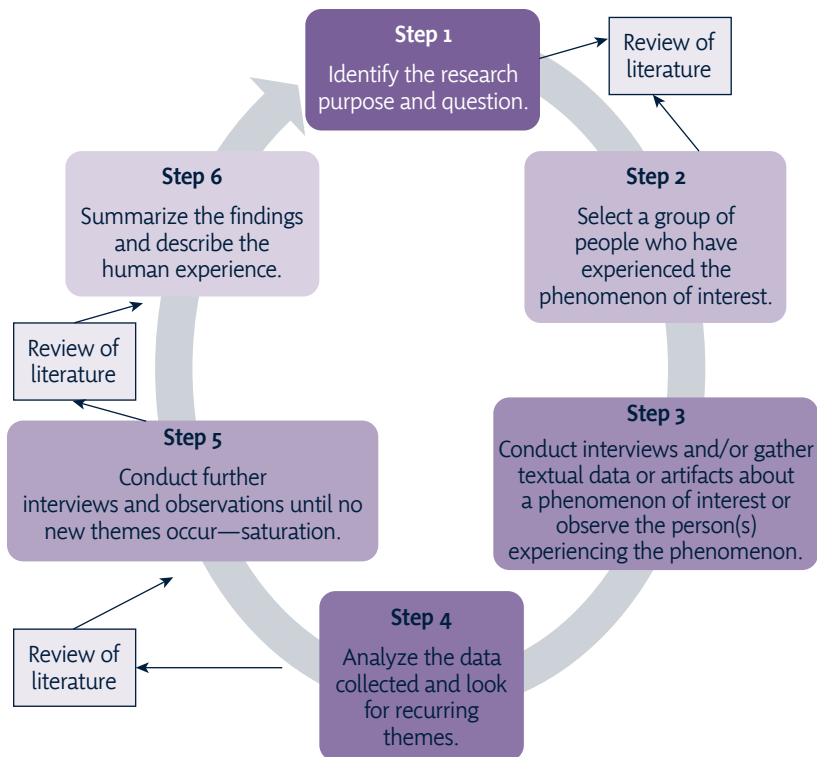 Step 1
Identify the research
purpose and question.
Review of
literature
Step 2
Select a group of
people who have
experienced the
phenomenon of interest.
Step 3
Conduct interviews and/or gather
textual data or artifacts about
a phenomenon of interest or
observe the person(s)
experiencing the phenomenon.
Step 4
Analyze the data
collected and look
for recurring
themes.
Review of
literature
Step 5
Conduct further
interviews and observations until no
new themes occur—saturation.
Review of
literature
Step 6
Summarize the findings
and describe the
human experience.